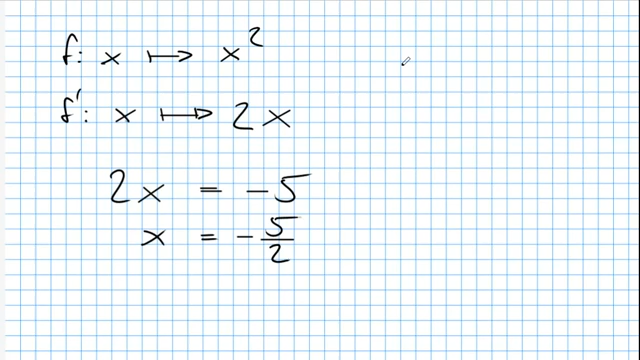 f: x ↦ x²
f': x ↦ 2x
2x = -5
x = -5/2